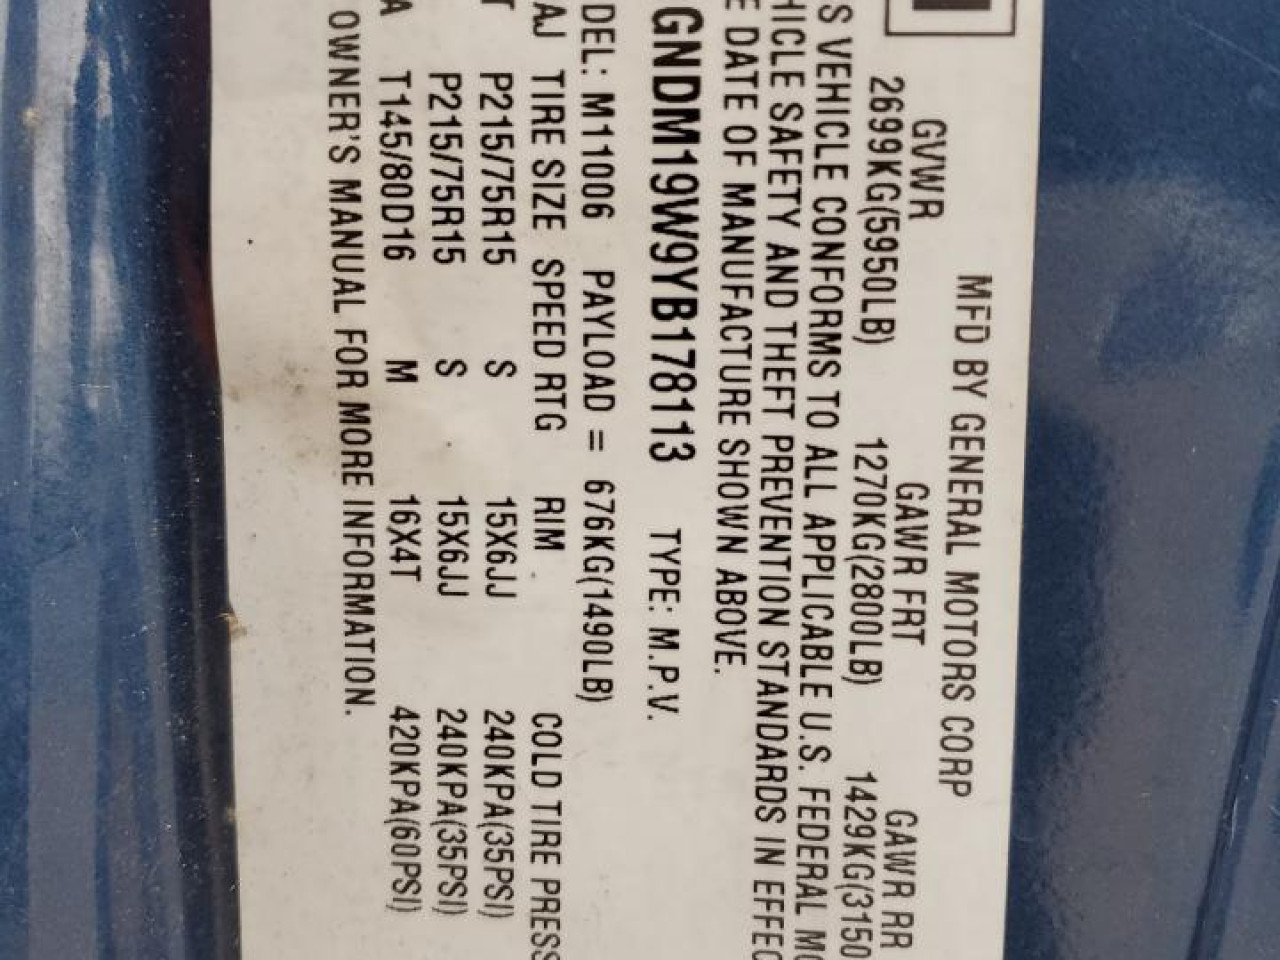 MFD BY GENERAL MOTORS CORP
GVWR GAWR FRT GAWR RR
2699KG(5950LB) 1270KG(2800LB) 1429KG(3150
S VEHICLE CONFORMS TO ALL APPLICABLE U.S. FEDERAL MO
HICLE SAFETY AND THEFT PREVENTION STANDARDS IN EFFEC
E DATE OF MANUFACTURE SHOWN ABOVE.
GNDM19W9YB178113 TYPE: M.P.V.
DEL: M11006 PAYLOAD = 676KG(1490LB)
AJ TIRE SIZE SPEED RTG RIM COLD TIRE PRESS
T P215/75R15 S 15X6JJ 240KPA(35PSI)
P215/75R15 S 15X6JJ 240KPA(35PSI)
A T145/80D16 M 16X4T 420KPA(60PSI)
OWNER'S MANUAL FOR MORE INFORMATION.